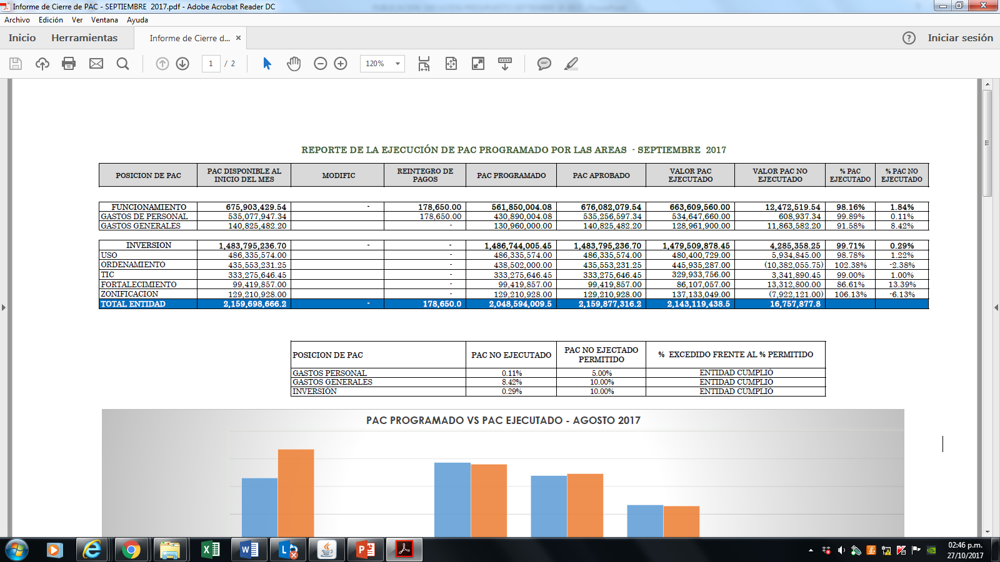 Informe de Cierre de PAC - SEPTIEMBRE  2017.pdf - Adobe Acrobat Reader DC
Archivo Edición Ver Ventana Ayuda
Inicio Herramientas Informe de Cierre d... × ? Iniciar sesión
1 / 2 120%
REPORTE DE LA EJECUCIÓN DE PAC PROGRAMADO POR LAS AREAS - SEPTIEMBRE 2017
POSICION DE PAC PAC DISPONIBLE AL INICIO DEL MES MODIFIC REINTEGRO DE PAGOS PAC PROGRAMADO PAC APROBADO VALOR PAC EJECUTADO VALOR PAC NO EJECUTADO % PAC EJECUTADO % PAC NO EJECUTADO
FUNCIONAMIENTO 675,903,429.54 - 178,650.00 561,850,004.08 676,082,079.54 663,609,560.00 12,472,519.54 98.16% 1.84%
GASTOS DE PERSONAL 535,077,947.34 178,650.00 430,890,004.08 535,256,597.34 534,647,660.00 608,937.34 99.89% 0.11%
GASTOS GENERALES 140,825,482.20 - 130,960,000.00 140,825,482.20 128,961,900.00 11,863,582.20 91.58% 8.42%
INVERSION 1,483,795,236.70 - - 1,486,744,005.45 1,483,795,236.70 1,479,509,878.45 4,285,358.25 99.71% 0.29%
USO 486,335,574.00 - 486,335,574.00 486,335,574.00 480,400,729.00 5,934,845.00 98.78% 1.22%
ORDENAMIENTO 435,553,231.25 - 438,502,000.00 435,553,231.25 445,935,287.00 (10,382,055.75) 102.38% -2.38%
TIC 333,275,646.45 - 333,275,646.45 333,275,646.45 329,933,756.00 3,341,890.45 99.00% 1.00%
FORTALECIMIENTO 99,419,857.00 - 99,419,857.00 99,419,857.00 86,107,057.00 13,312,800.00 86.61% 13.39%
ZONIFICACION 129,210,928.00 - 129,210,928.00 129,210,928.00 137,133,049.00 (7,922,121.00) 106.13% -6.13%
TOTAL ENTIDAD 2,159,698,666.2 - 178,650.0 2,048,594,009.5 2,159,877,316.2 2,143,119,438.5 16,757,877.8
POSICION DE PAC PAC NO EJECUTADO PAC NO EJECTADO PERMITIDO % EXCEDIDO FRENTE AL % PERMITIDO
GASTOS PERSONAL 0.11% 5.00% ENTIDAD CUMPLIÓ
GASTOS GENERALES 8.42% 10.00% ENTIDAD CUMPLIÓ
INVERSIÓN 0.29% 10.00% ENTIDAD CUMPLIÓ
PAC PROGRAMADO VS PAC EJECUTADO - AGOSTO 2017
02:46 p.m.
27/10/2017